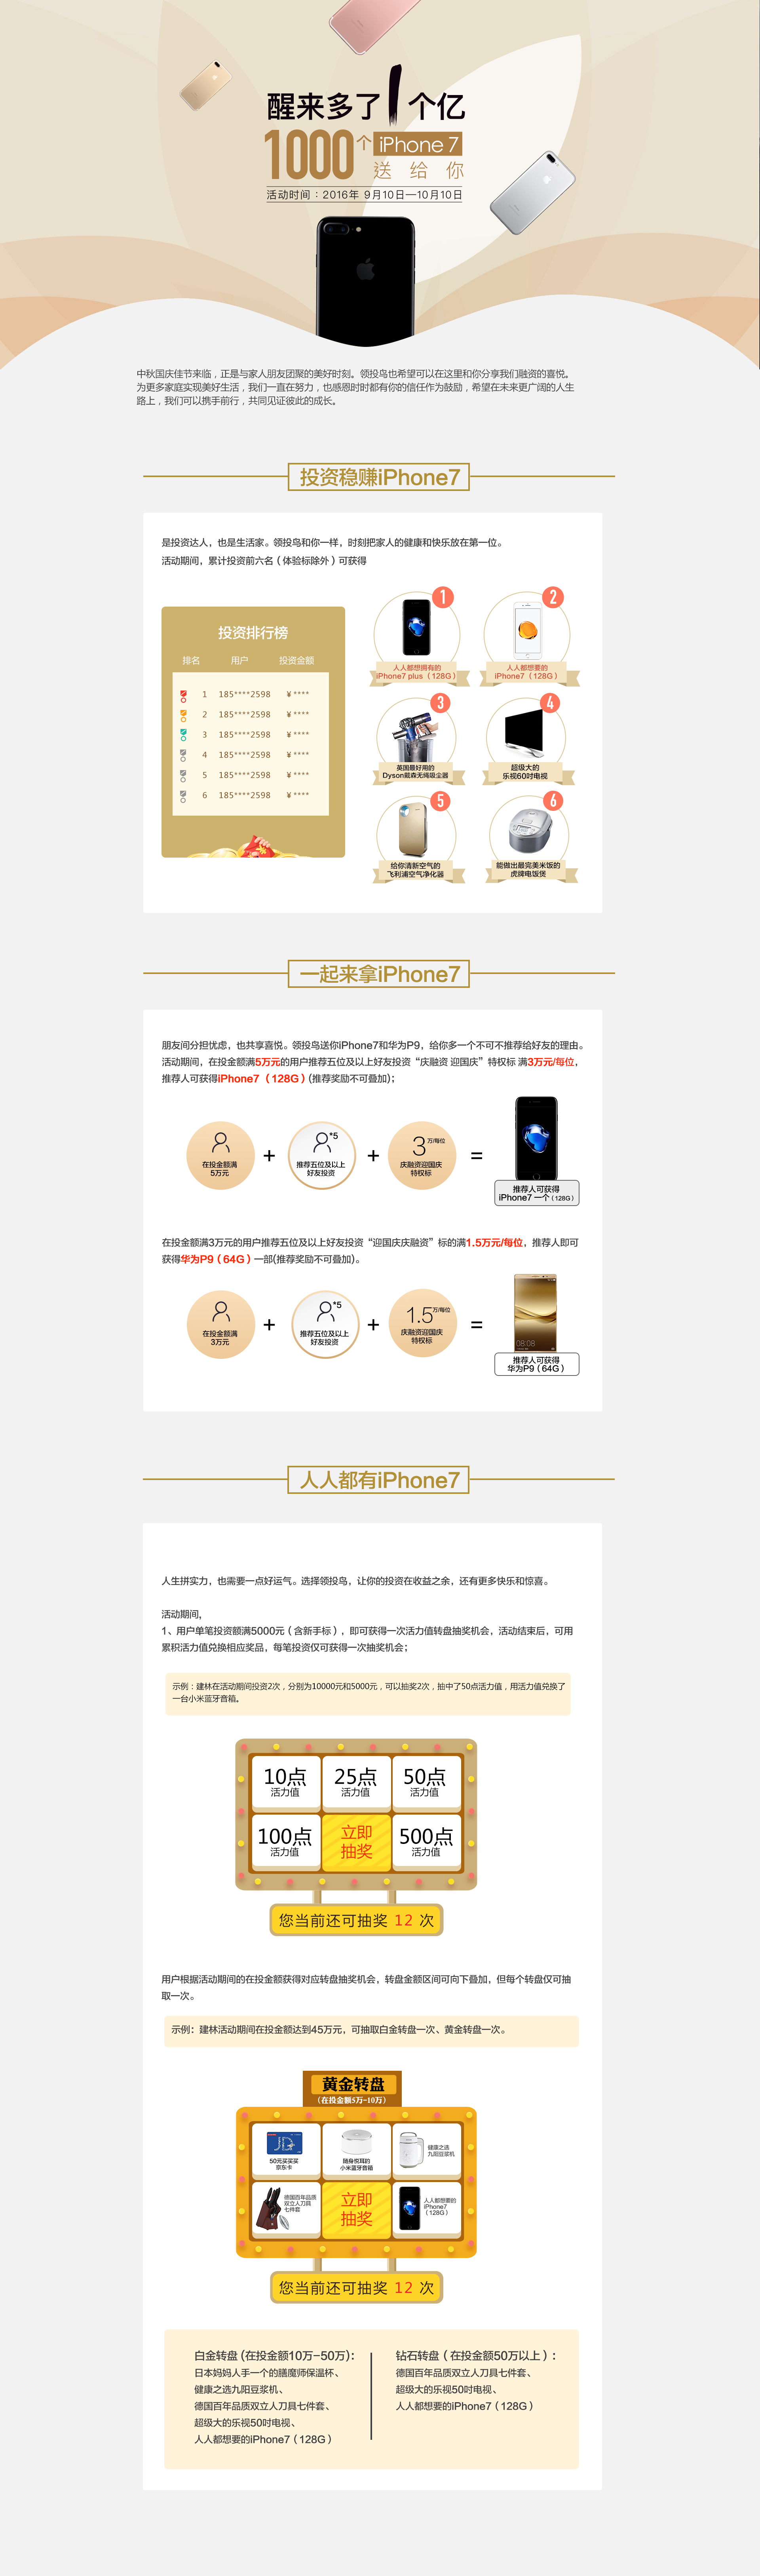 醒来多了1个亿
1000个iPhone 7
送给你
活动时间：2016年 9月10日—10月10日
中秋国庆佳节来临，正是与家人朋友团聚的美好时刻。领投鸟也希望可以在这里和你分享我们融资的喜悦。
为更多家庭实现美好生活，我们一直在努力，也感恩时时都有你的信任作为鼓励，希望在未来更广阔的人生
路上，我们可以携手前行，共同见证彼此的成长。
投资稳赚iPhone7
是投资达人，也是生活家。领投鸟和你一样，时刻把家人的健康和快乐放在第一位。
活动期间，累计投资前六名（体验标除外）可获得
投资排行榜
排名 用户 投资金额
1 185****2598 ¥ ****
2 185****2598 ¥ ****
3 185****2598 ¥ ****
4 185****2598 ¥ ****
5 185****2598 ¥ ****
6 185****2598 ¥ ****
1
人人都想拥有的
iPhone7 plus（128G）
2
人人都想要的
iPhone7（128G）
3
英国最好用的
Dyson戴森无绳吸尘器
4
超级大的
乐视60吋电视
5
给你清新空气的
飞利浦空气净化器
6
能做出最完美米饭的
虎牌电饭煲
一起来拿iPhone7
朋友间分担忧虑，也共享喜悦。领投鸟送你iPhone7和华为P9，给你多一个不可不推荐给好友的理由。
活动期间，在投金额满5万元的用户推荐五位及以上好友投资“庆融资 迎国庆”特权标 满3万元/每位，
推荐人可获得iPhone7（128G）(推荐奖励不可叠加)；
在投金额满
5万元
+
*5
推荐五位及以上
好友投资
+
3万/每位
庆融资迎国庆
特权标
=
推荐人可获得
iPhone7 一个（128G）
在投金额满3万元的用户推荐五位及以上好友投资“迎国庆庆融资”标的满1.5万元/每位，推荐人即可
获得华为P9（64G）一部(推荐奖励不可叠加)。
在投金额满
3万元
+
*5
推荐五位及以上
好友投资
+
1.5万/每位
庆融资迎国庆
特权标
=
08:08
推荐人可获得
华为P9（64G）
人人都有iPhone7
人生拼实力，也需要一点好运气。选择领投鸟，让你的投资在收益之余，还有更多快乐和惊喜。
活动期间，
1、用户单笔投资额满5000元（含新手标），即可获得一次活力值转盘抽奖机会，活动结束后，可用
累积活力值兑换相应奖品，每笔投资仅可获得一次抽奖机会；
示例：建林在活动期间投资2次，分别为10000元和5000元，可以抽奖2次，抽中了50点活力值，用活力值兑换了
一台小米蓝牙音箱。
10点 25点 50点
活力值 活力值 活力值
100点 立即 500点
活力值 抽奖 活力值
您当前还可抽奖 12 次
用户根据活动期间的在投金额获得对应转盘抽奖机会，转盘金额区间可向下叠加，但每个转盘仅可抽
取一次。
示例：建林活动期间在投金额达到45万元，可抽取白金转盘一次、黄金转盘一次。
黄金转盘
（在投金额5万-10万）
JD
50元买买买
京东卡
随身悦耳的
小米蓝牙音箱
健康之选
九阳豆浆机
德国百年品质
双立人刀具
七件套
立即
抽奖
人人都想要的
iPhone7
（128G）
您当前还可抽奖 12 次
白金转盘 (在投金额10万-50万)：
日本妈妈人手一个的膳魔师保温杯、
健康之选九阳豆浆机、
德国百年品质双立人刀具七件套、
超级大的乐视50吋电视、
人人都想要的iPhone7（128G）
钻石转盘（在投金额50万以上）：
德国百年品质双立人刀具七件套、
超级大的乐视50吋电视、
人人都想要的iPhone7（128G）